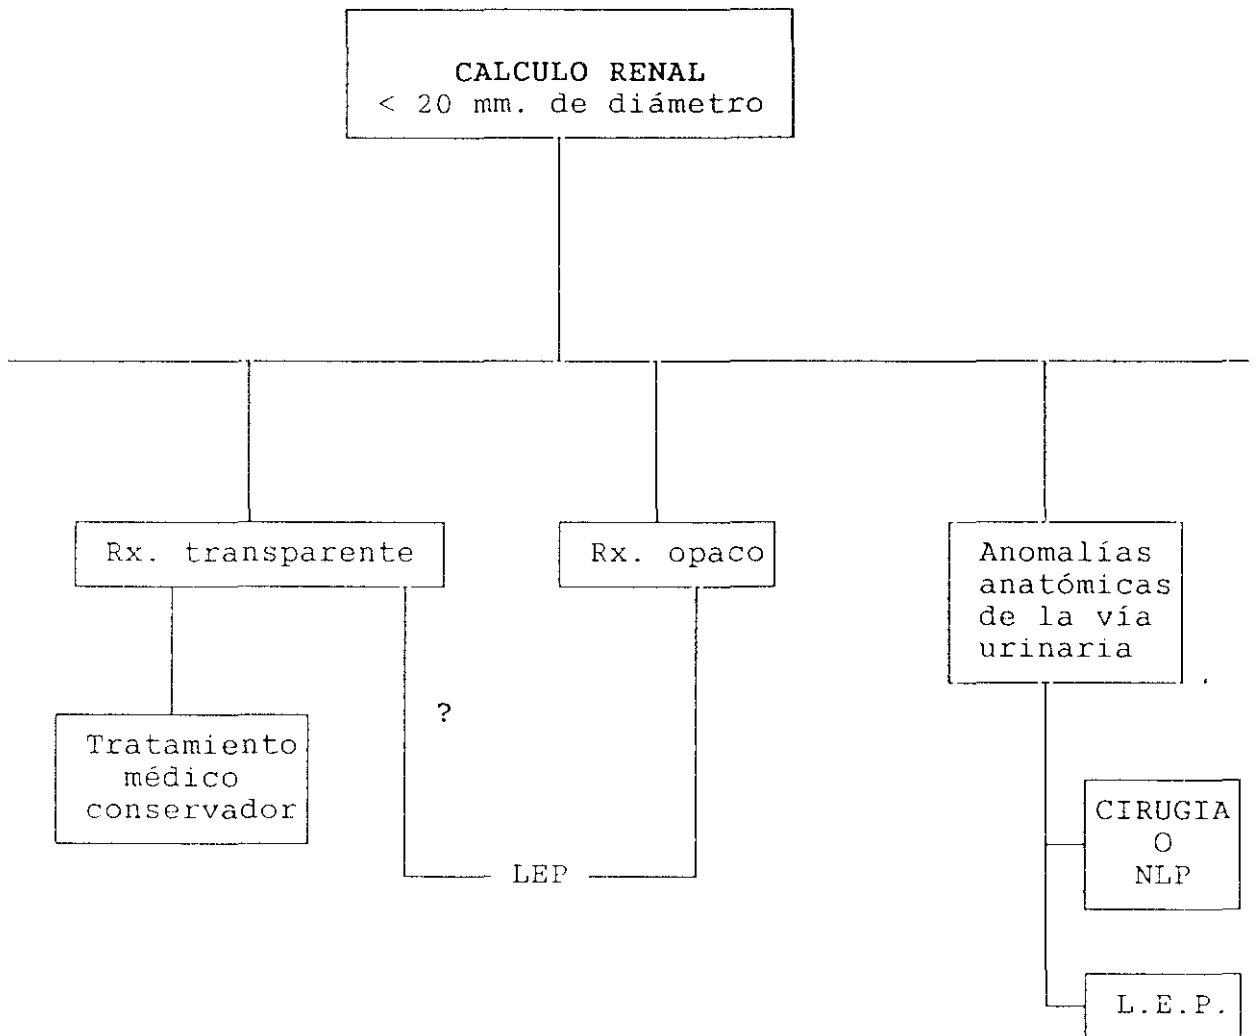 CALCULO RENAL
< 20 mm. de diámetro
Rx. transparente
Rx. opaco
Anomalías
anatómicas
de la vía
urinaria
?
Tratamiento
médico
conservador
LEP
CIRUGIA
O
NLP
L.E.P.